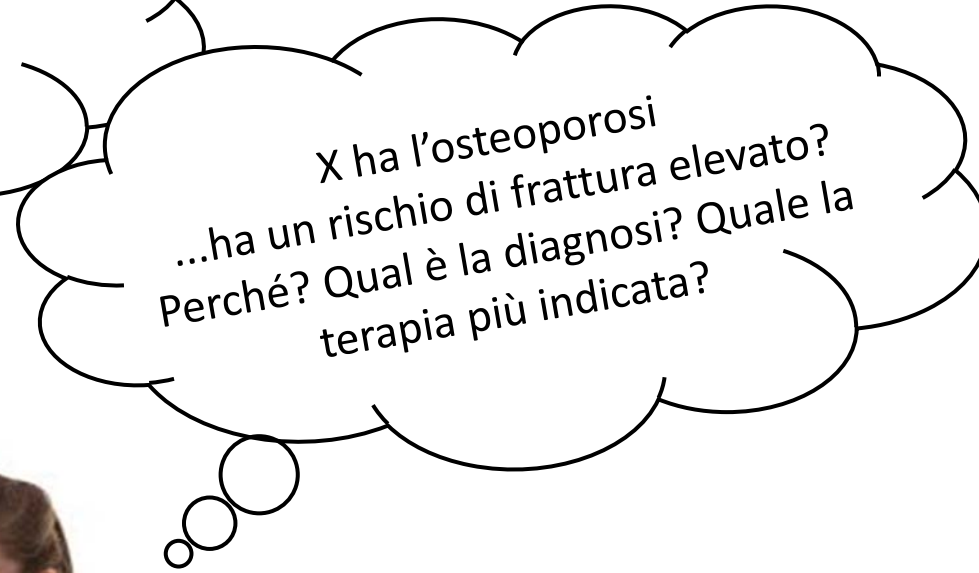 X ha l’osteoporosi
...ha un rischio di frattura elevato?
Perché? Qual è la diagnosi? Quale la
terapia più indicata?